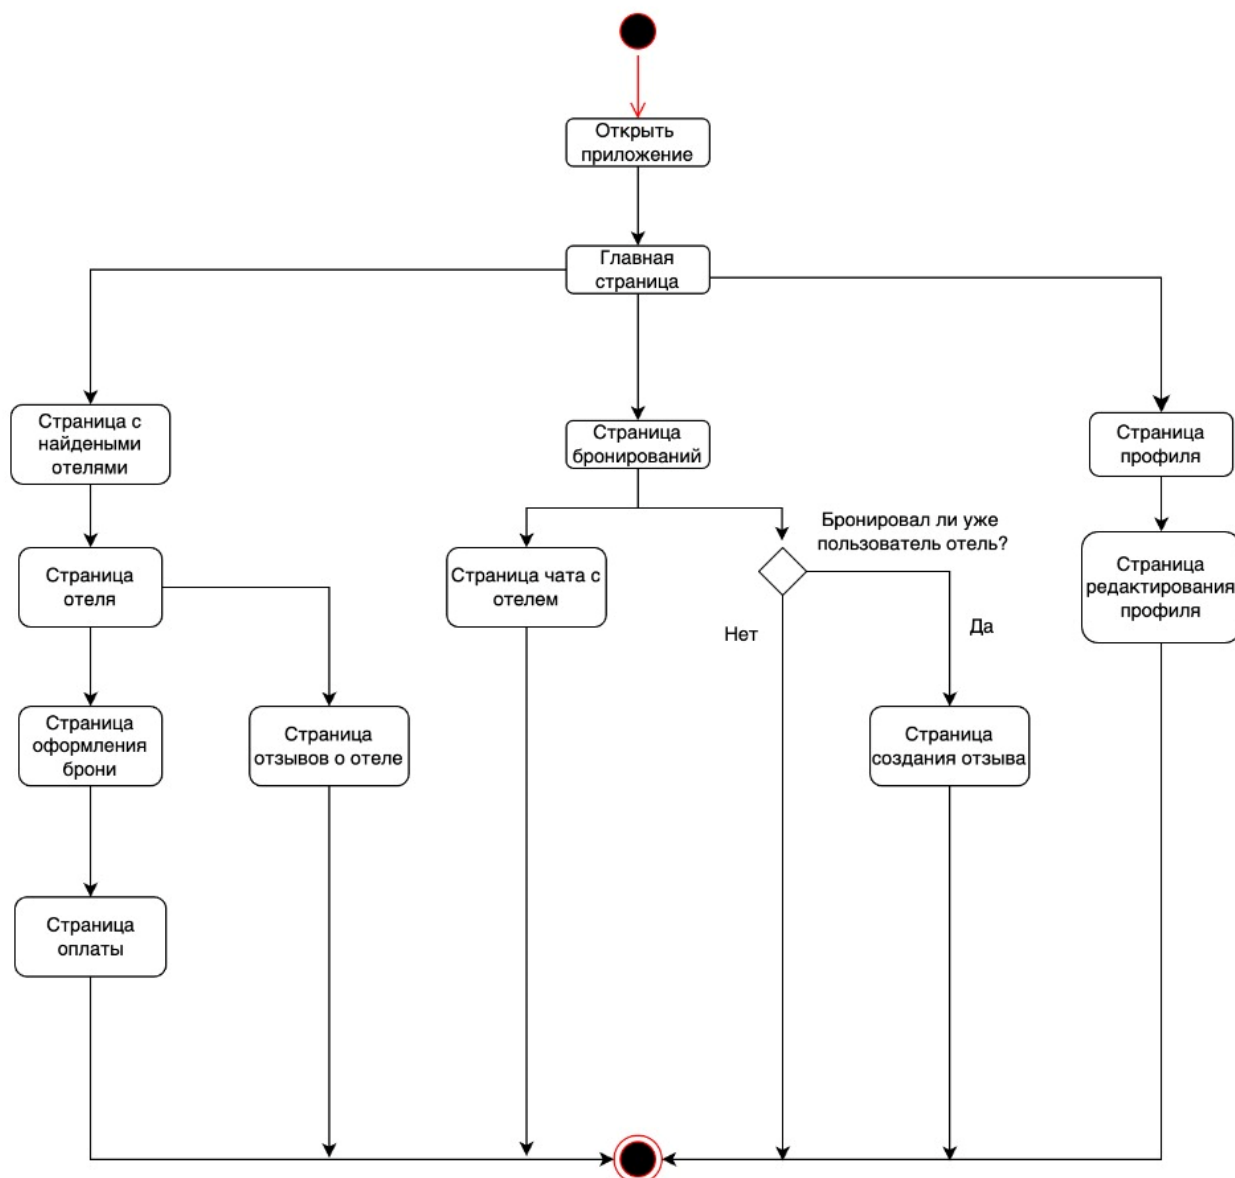 Открыть
приложение
Главная
страница
Страница с
найдеными
отелями
Страница
бронирований
Страница
профиля
Бронировал ли уже
пользователь отель?
Страница
отеля
Страница чата с
отелем
Страница
редактирования
профиля
Нет
Да
Страница
оформления
брони
Страница
отзывов о отеле
Страница
создания отзыва
Страница
оплаты